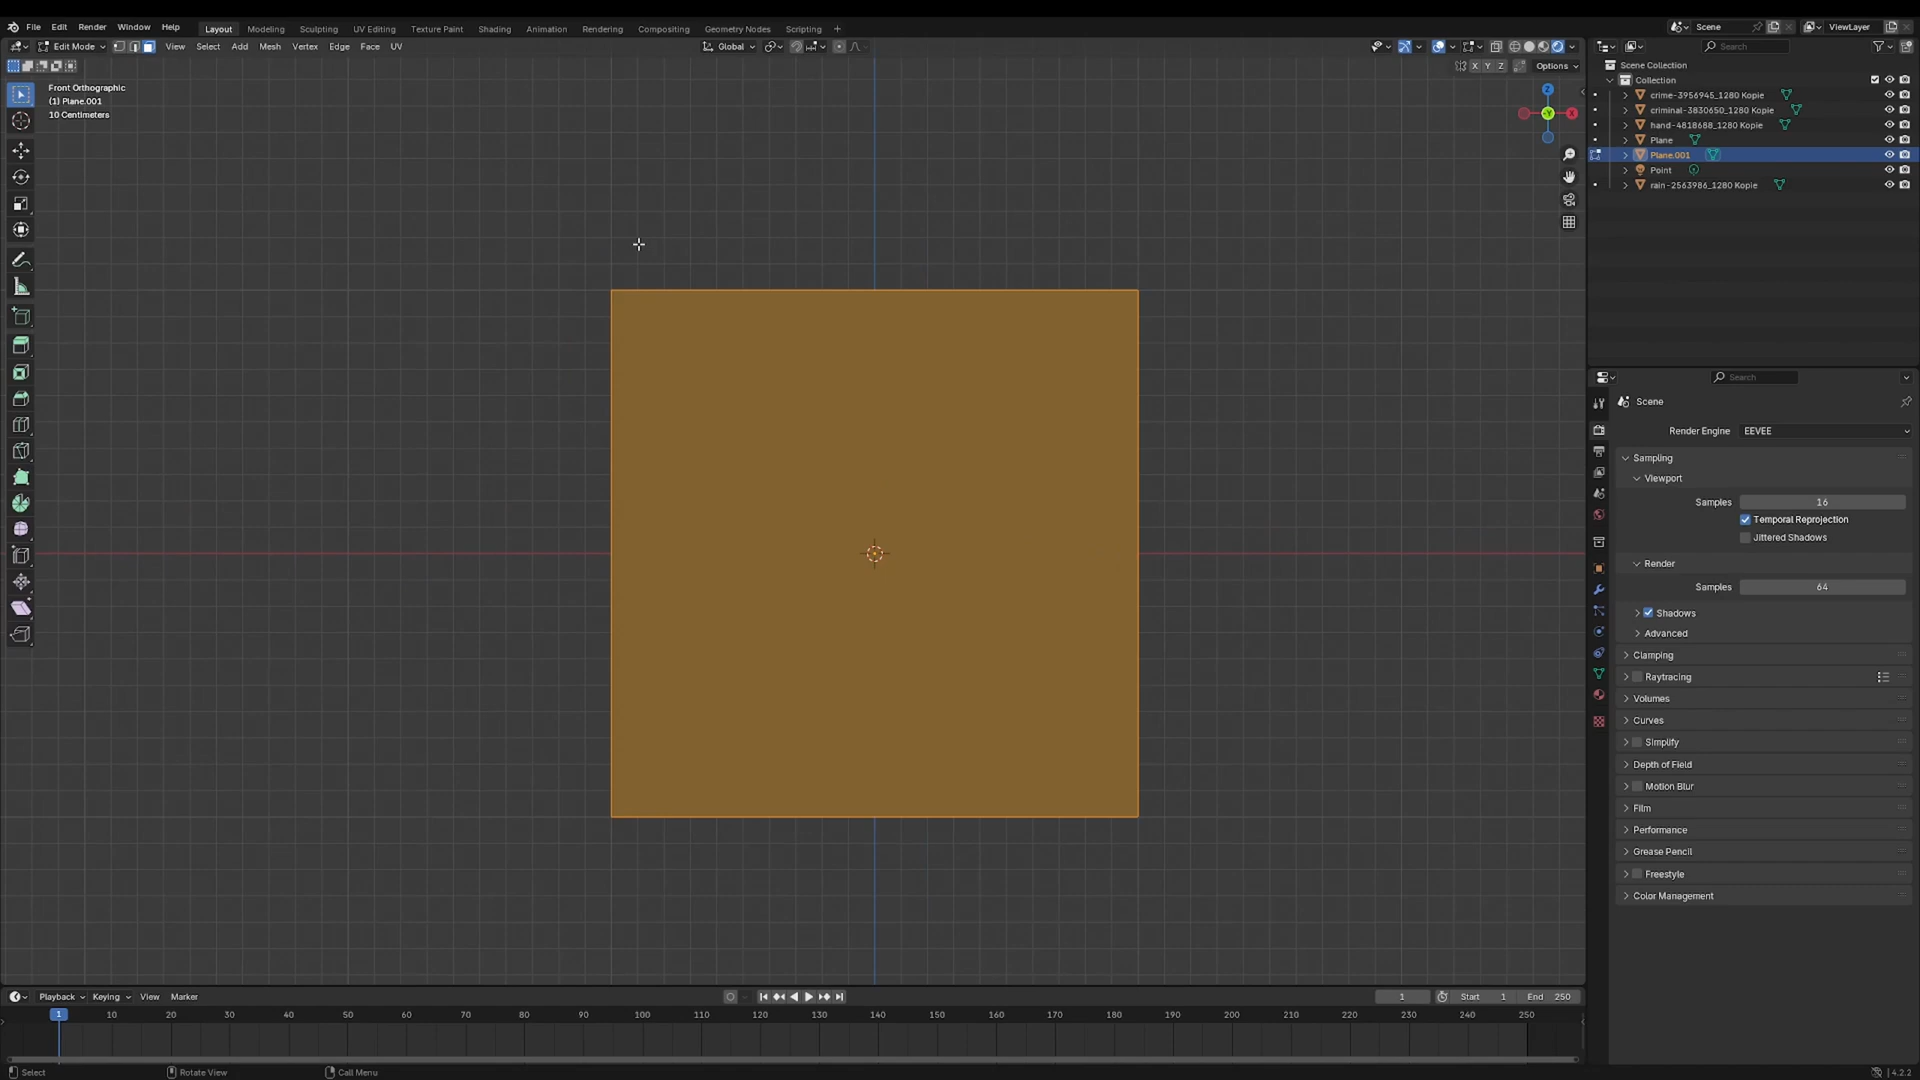 File Edit Render Window Help Layout Modeling Sculpting UV Editing Texture Paint Shading Animation Rendering Compositing Geometry Nodes Scripting + Scene ViewLayer
Edit Mode View Select Add Mesh Vertex Edge Face UV Global Search
X Y Z Options
Front Orthographic
(1) Plane.001
10 Centimeters
Z
Y
X
Scene Collection
Collection
crime-3956945_1280 Kopie
criminal-3830650_1280 Kopie
hand-4818688_1280 Kopie
Plane
Plane.001
Point
rain-2563986_1280 Kopie
Search
Scene
Render Engine EEVEE
Sampling
Viewport
Samples 16
Temporal Reprojection
Jittered Shadows
Render
Samples 64
Shadows
Advanced
Clamping
Raytracing
Volumes
Curves
Simplify
Depth of Field
Motion Blur
Film
Performance
Grease Pencil
Freestyle
Color Management
Playback Keying View Marker 1 Start 1 End 250
1 10 20 30 40 50 60 70 80 90 100 110 120 130 140 150 160 170 180 190 200 210 220 230 240 250
Select Rotate View Call Menu 4.2.2